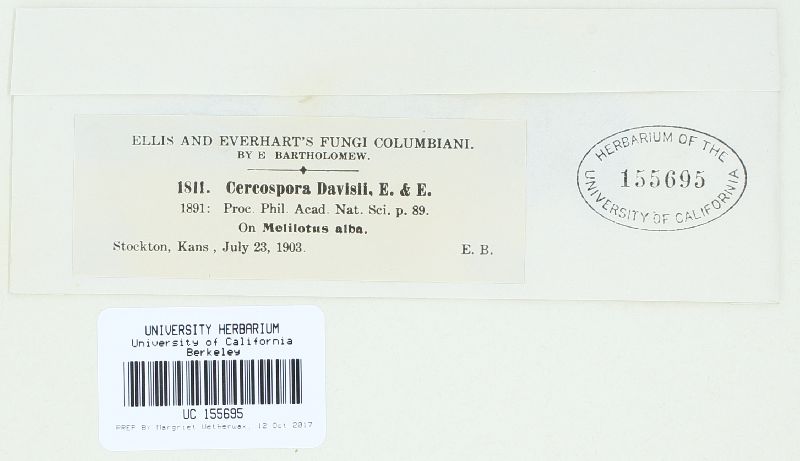 ELLIS AND EVERHART'S FUNGI COLUMBIANI.
BY E BARTHOLOMEW.
1811. Cercospora Davisii, E. & E.
1891: Proc. Phil. Acad. Nat. Sci. p. 89.
On Melilotus alba.
Stockton, Kans , July 23, 1903.
E. B.
HERBARIUM OF THE
155695
UNIVERSITY OF CALIFORNIA
UNIVERSITY HERBARIUM
University of California
Berkeley
UC 155695
PREP BY Margriet Wetherwax, 12 Oct 2017